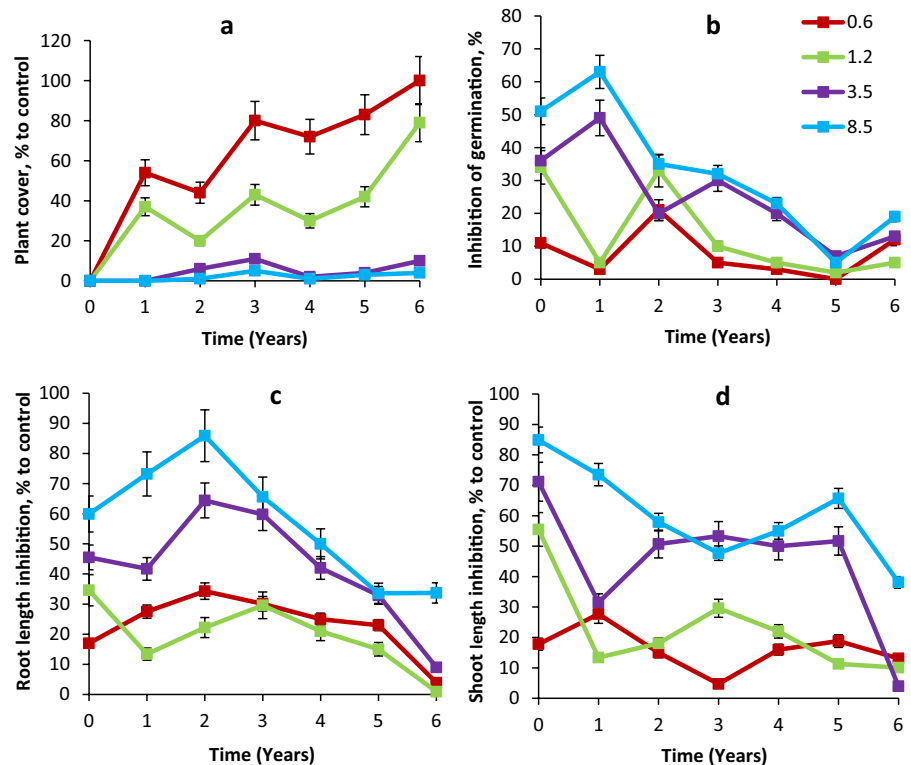 a
Plant cover, % to control
120
100
80
60
40
20
0
0 1 2 3 4 5 6
Time (Years)
b
Inhibition of germination, %
80
70
60
50
40
30
20
10
0
0 1 2 3 4 5 6
Time (Years)
0.6
1.2
3.5
8.5
c
Root length inhibition, % to control
100
90
80
70
60
50
40
30
20
10
0
0 1 2 3 4 5 6
Time (Years)
d
Shoot length inhibition, % to control
100
90
80
70
60
50
40
30
20
10
0
0 1 2 3 4 5 6
Time (Years)